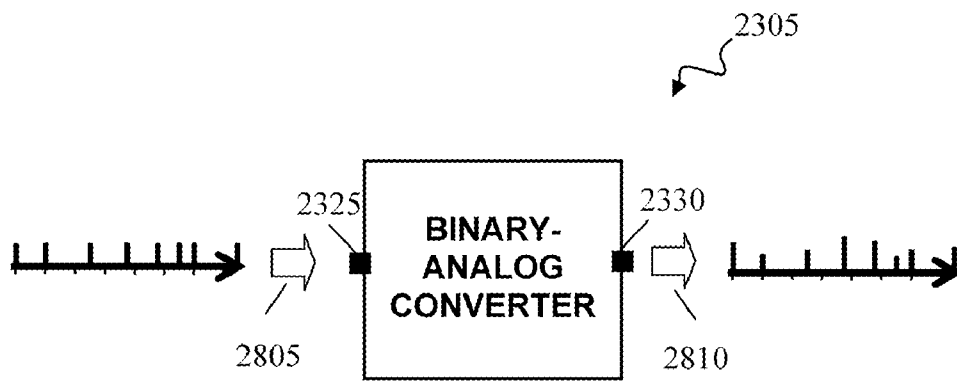 2305
2325
2330
BINARY-
ANALOG
CONVERTER
2805
2810